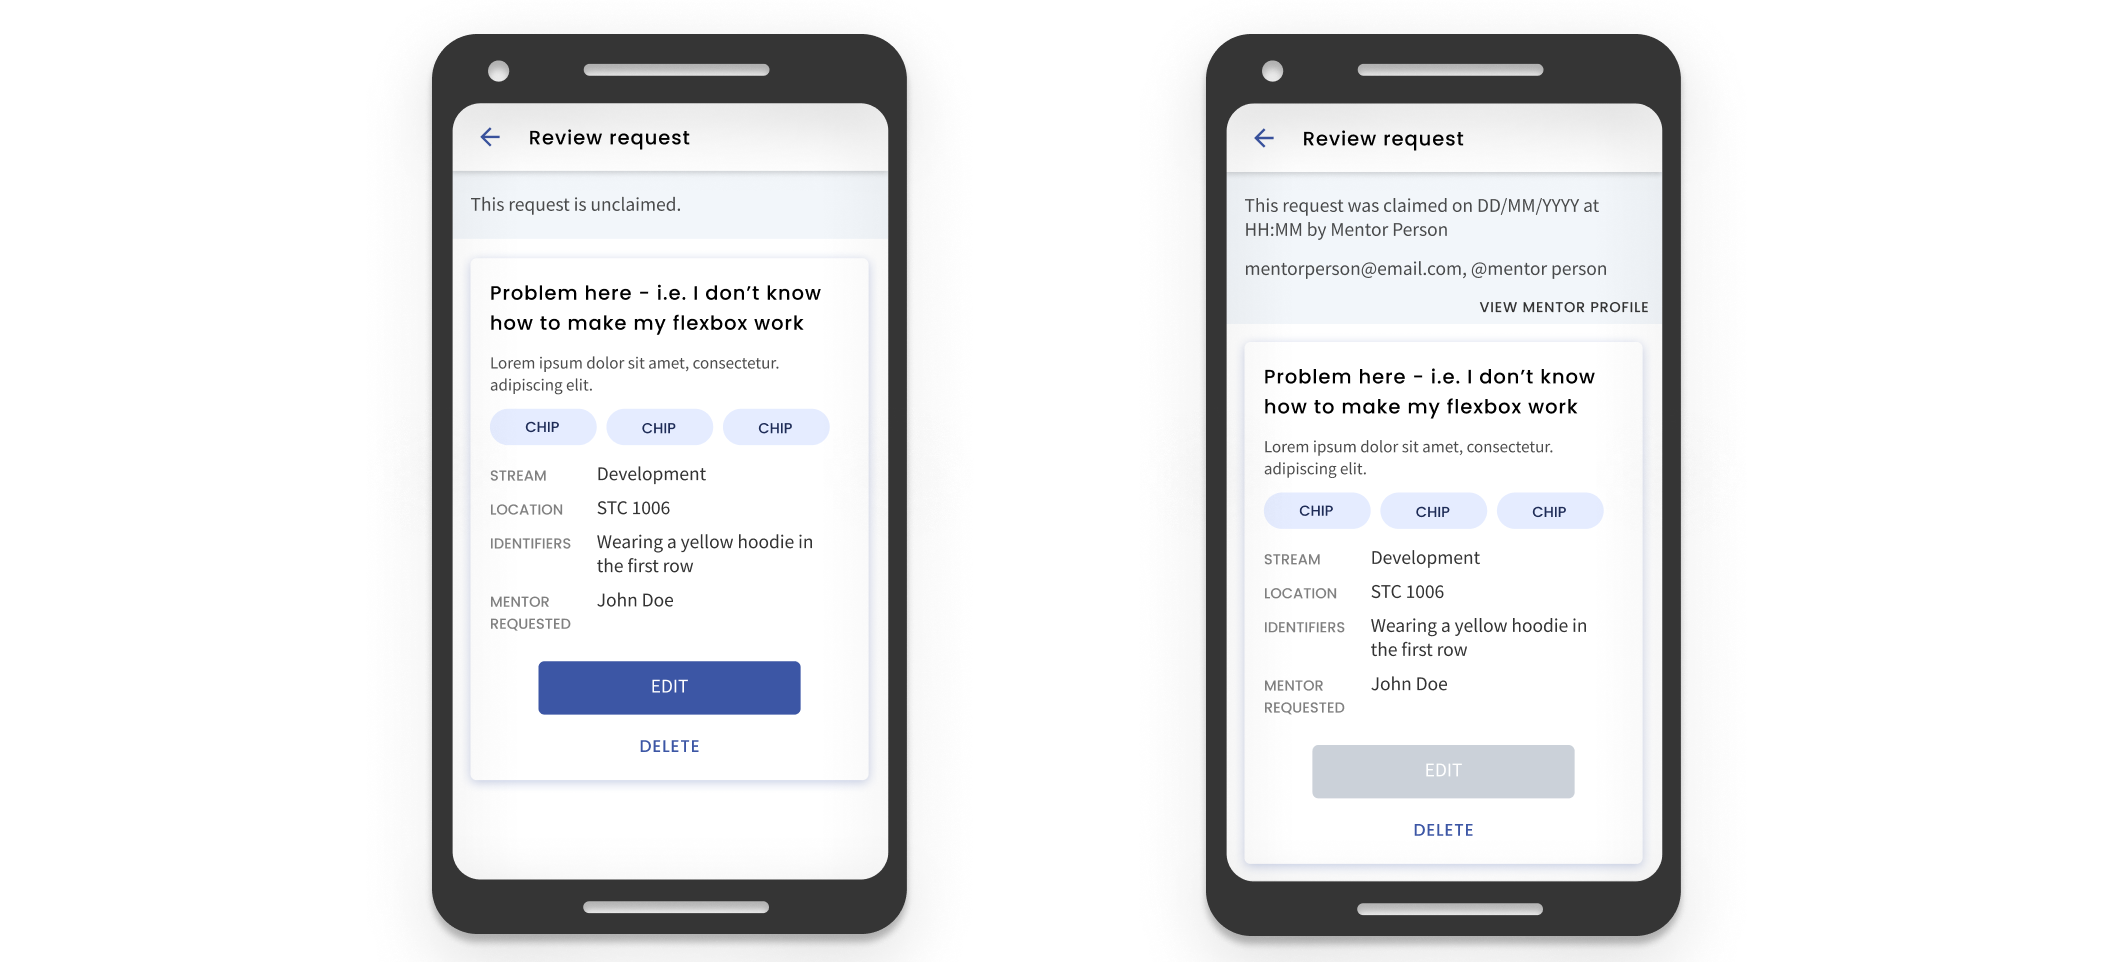 Review request
This request is unclaimed.
Problem here - i.e. I don't know
how to make my flexbox work
Lorem ipsum dolor sit amet, consectetur.
adipiscing elit.
CHIP CHIP CHIP
STREAM Development
LOCATION STC 1006
IDENTIFIERS Wearing a yellow hoodie in
the first row
MENTOR John Doe
REQUESTED
EDIT
DELETE
Review request
This request was claimed on DD/MM/YYYY at
HH:MM by Mentor Person
mentorperson@email.com, @mentor person
VIEW MENTOR PROFILE
Problem here - i.e. I don't know
how to make my flexbox work
Lorem ipsum dolor sit amet, consectetur.
adipiscing elit.
CHIP CHIP CHIP
STREAM Development
LOCATION STC 1006
IDENTIFIERS Wearing a yellow hoodie in
the first row
MENTOR John Doe
REQUESTED
EDIT
DELETE